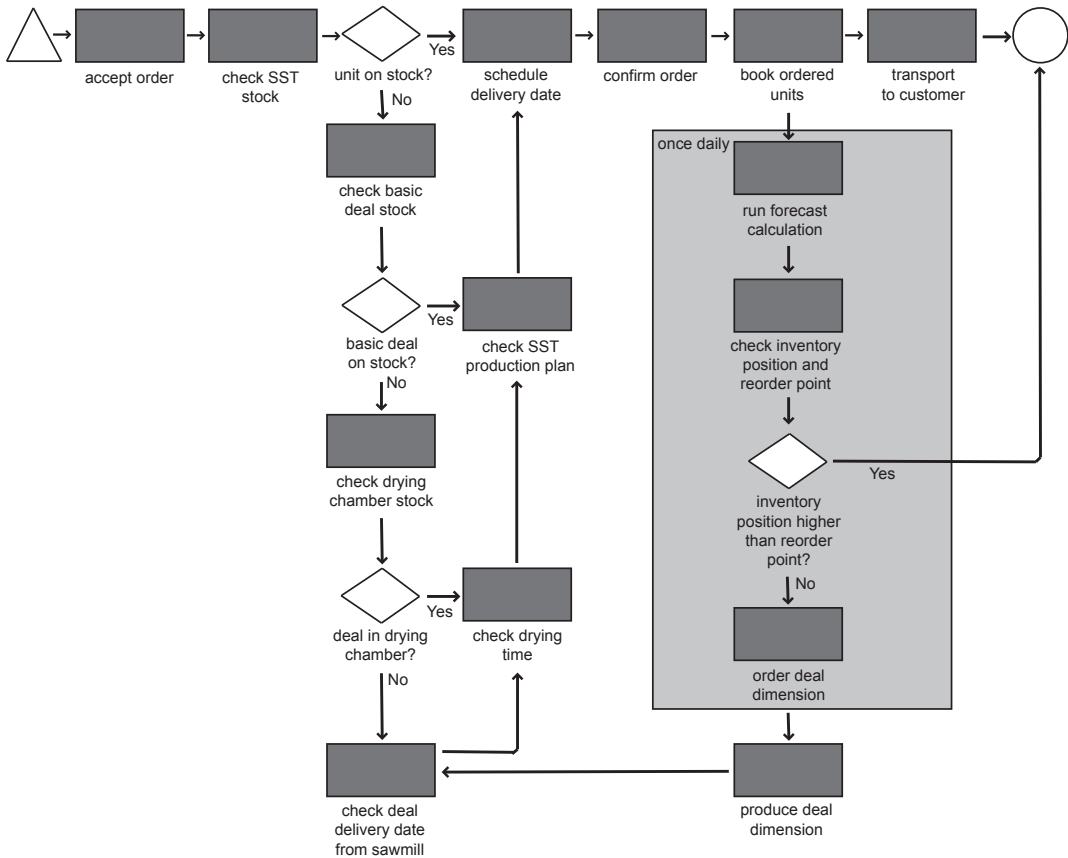 accept order
check SST
stock
unit on stock?
Yes
No
schedule
delivery date
confirm order
book ordered
units
transport
to customer
check basic
deal stock
basic deal
on stock?
Yes
No
check SST
production plan
check drying
chamber stock
deal in drying
chamber?
Yes
No
check drying
time
check deal
delivery date
from sawmill
once daily
run forecast
calculation
check inventory
position and
reorder point
inventory
position higher
than reorder
point?
Yes
No
order deal
dimension
produce deal
dimension